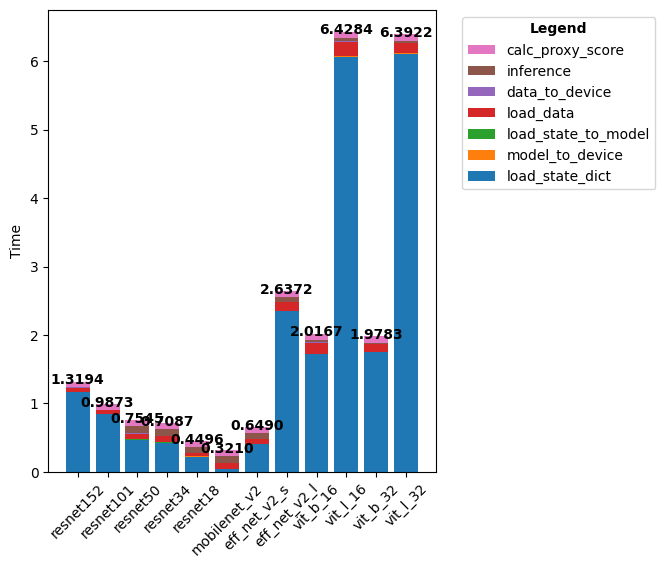 Legend
calc_proxy_score
inference
data_to_device
load_data
load_state_to_model
model_to_device
load_state_dict
Time
6
5
4
3
2
1
0
1.3194
0.9873
0.7545
0.7087
0.4496
0.3210
0.6490
2.6372
2.0167
6.4284
1.9783
6.3922
resnet152
resnet101
resnet50
resnet34
resnet18
mobilenet_v2
eff_net_v2_s
eff_net_v2_l
vit_b_16
vit_l_16
vit_b_32
vit_l_32